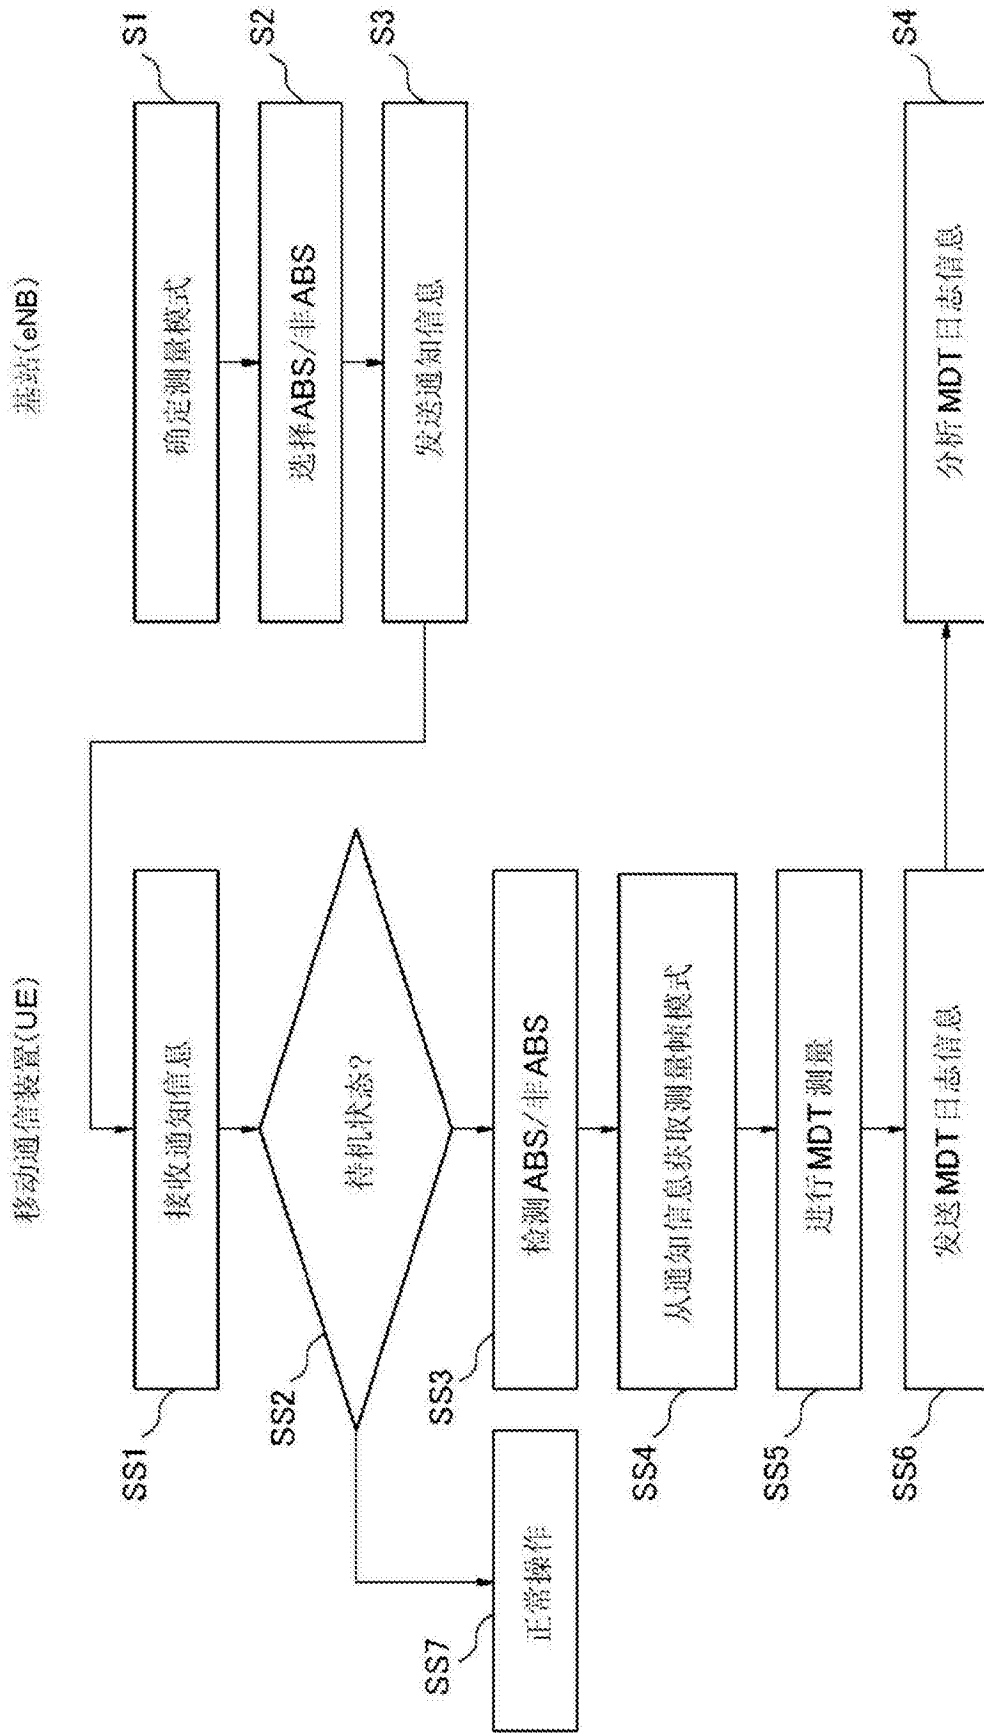 移动通信装置(UE)
基站(eNB)
接收通知信息
SS1
待机状态?
SS2
检测ABS/非ABS
SS3
从通知信息获取测量帧模式
SS4
进行MDT测量
SS5
发送MDT日志信息
SS6
正常操作
SS7
确定测量模式
S1
选择ABS/非ABS
S2
发送通知信息
S3
分析MDT日志信息
S4